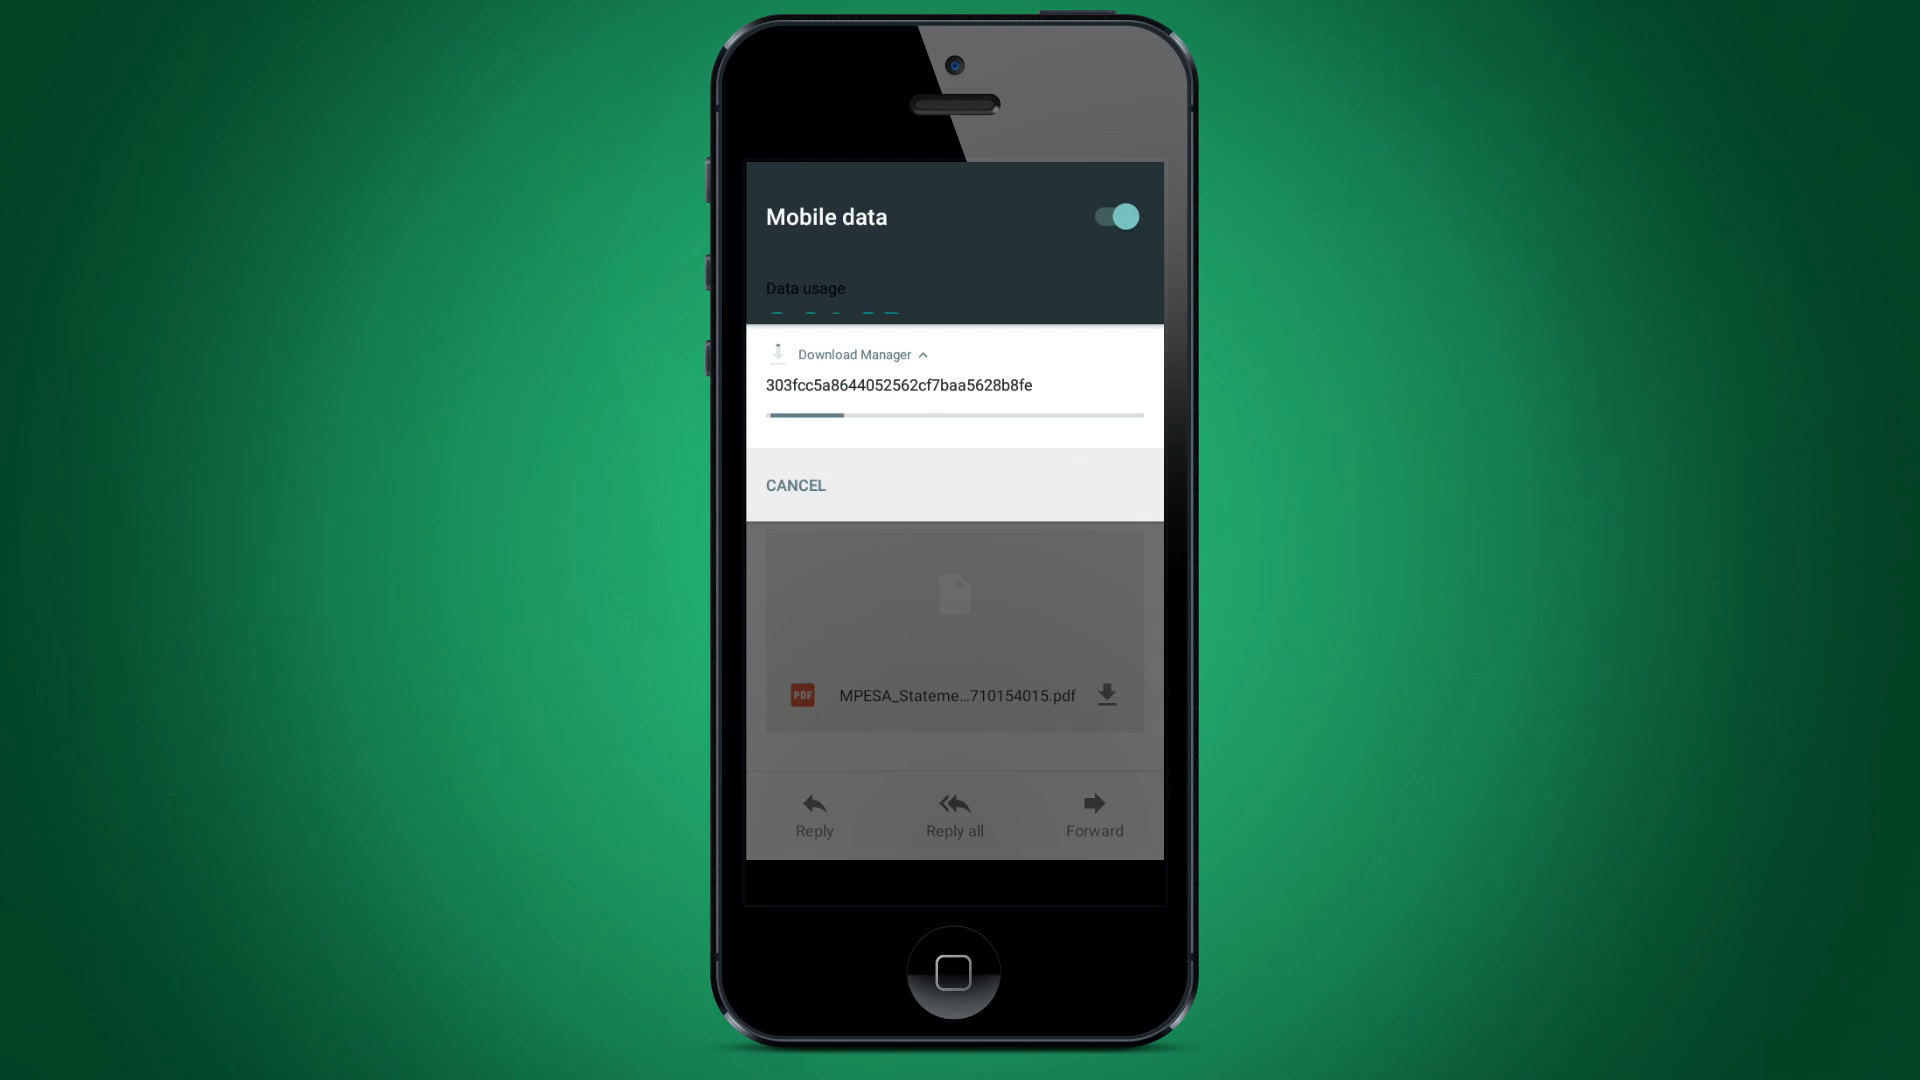 Mobile data
Data usage
Download Manager
303fcc5a8644052562cf7baa5628b8fe
CANCEL
PDF
MPESA_Stateme...710154015.pdf
Reply
Reply all
Forward